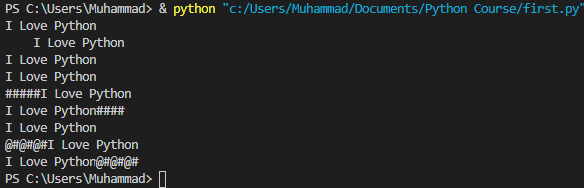 PS C:\Users\Muhammad> & python "c:/Users/Muhammad/Documents/Python Course/first.py"
I Love Python
    I Love Python
I Love Python
I Love Python
#####I Love Python
I Love Python####
I Love Python
@#@#@#I Love Python
I Love Python@#@#@#
PS C:\Users\Muhammad>